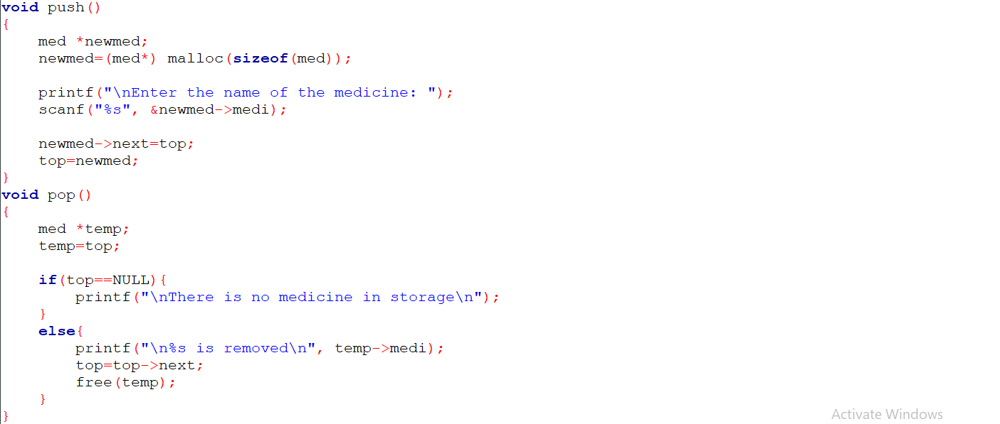 void push()
{
    med *newmed;
    newmed=(med*) malloc(sizeof(med));

    printf("\nEnter the name of the medicine: ");
    scanf("%s", &newmed->medi);

    newmed->next=top;
    top=newmed;
}
void pop()
{
    med *temp;
    temp=top;

    if(top==NULL){
        printf("\nThere is no medicine in storage\n");
    }
    else{
        printf("\n%s is removed\n", temp->medi);
        top=top->next;
        free(temp);
    }
}
Activate Windows